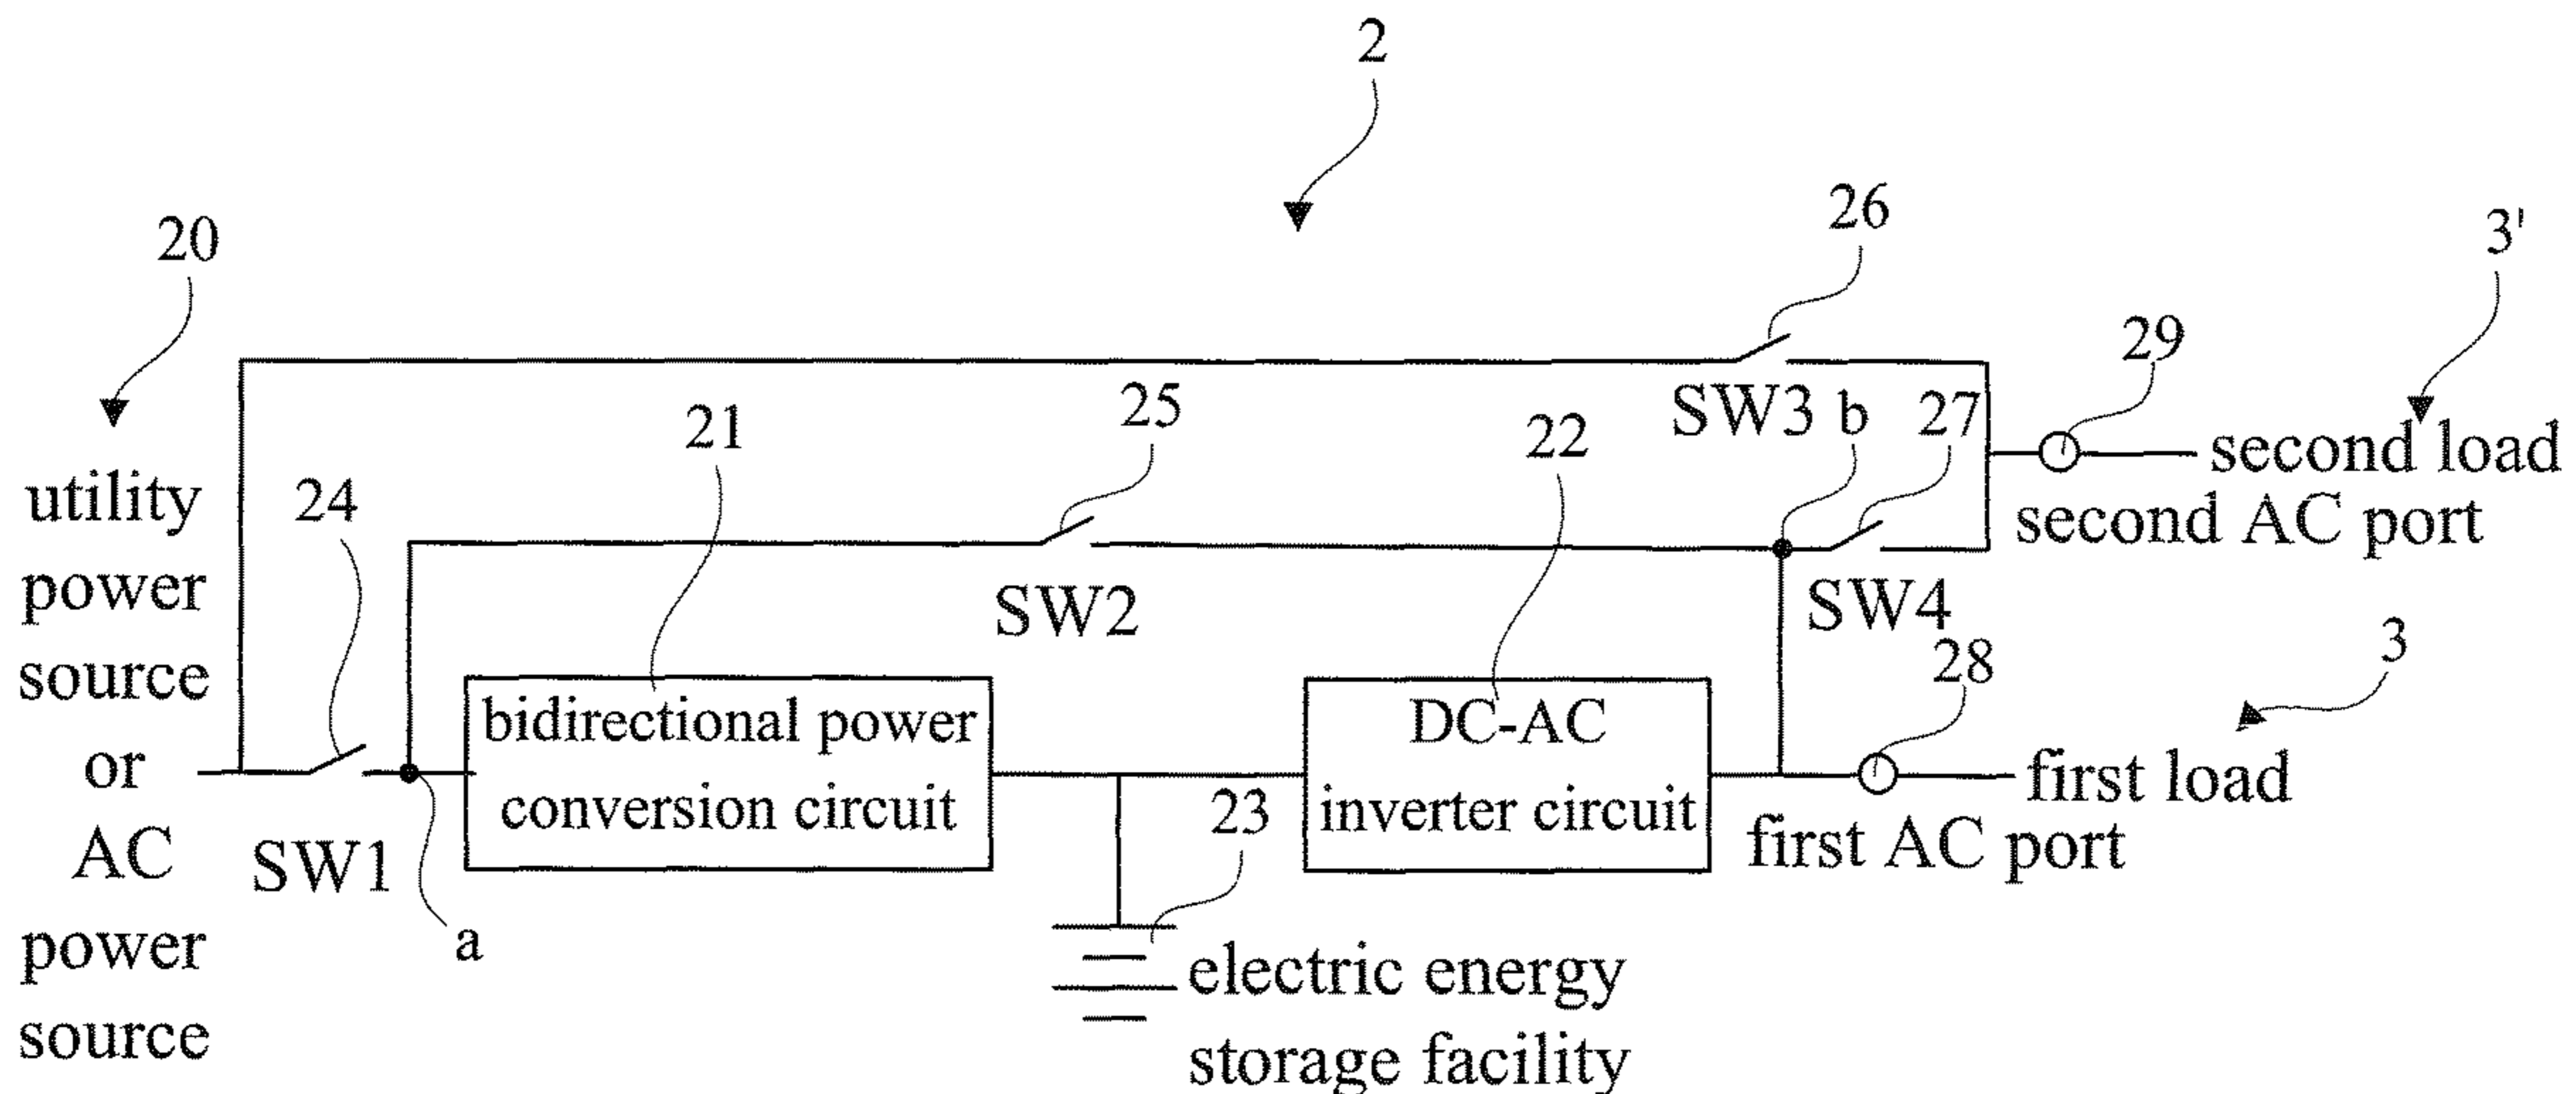 2
26
3'
20
29
25
SW3
b
27
21
22
second load
second AC port
utility
power
source
or
AC
power
source
24
SW2
SW4
3
28
bidirectional power
conversion circuit
DC-AC
inverter circuit
first load
first AC port
23
SW1
a
electric energy
storage facility